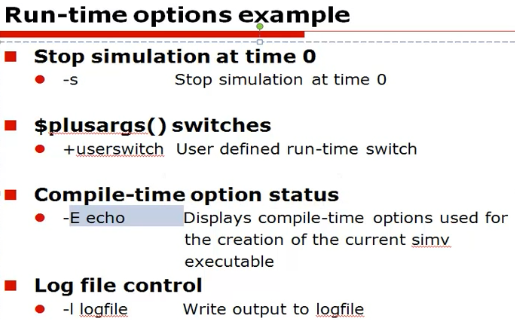 Run-time options example
Stop simulation at time 0
-s Stop simulation at time 0
$plusargs() switches
+userswitch User defined run-time switch
Compile-time option status
-E echo Displays compile-time options used for
the creation of the current simv
executable
Log file control
-l logfile Write output to logfile